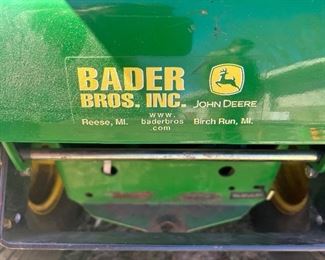 BADER
BROS. INC.
JOHN DEERE
www.
Reese, MI. baderbros Birch Run, MI.
.com